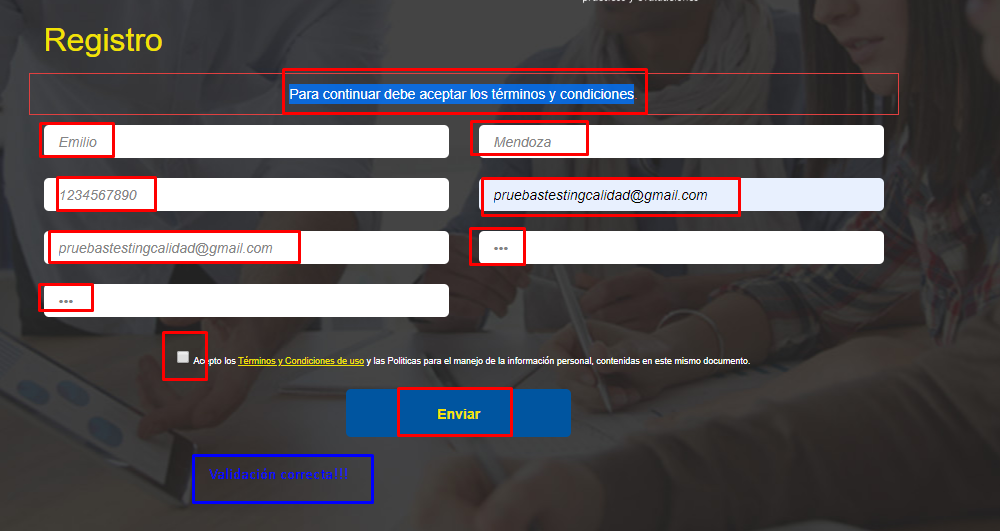 Registro
Para continuar debe aceptar los términos y condiciones.
Emilio
Mendoza
1234567890
pruebastestingcalidad@gmail.com
pruebastestingcalidad@gmail.com
•••
•••
Acepto los Términos y Condiciones de uso y las Politicas para el manejo de la información personal, contenidas en este mismo documento.
Enviar
Validación correcta!!!